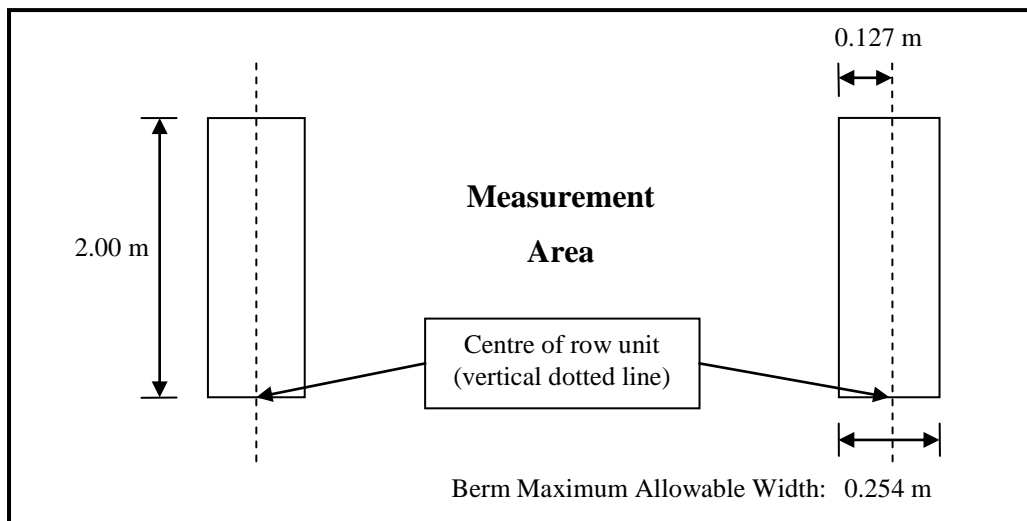 0.127 m
Measurement
Area
2.00 m
Centre of row unit
(vertical dotted line)
Berm Maximum Allowable Width: 0.254 m